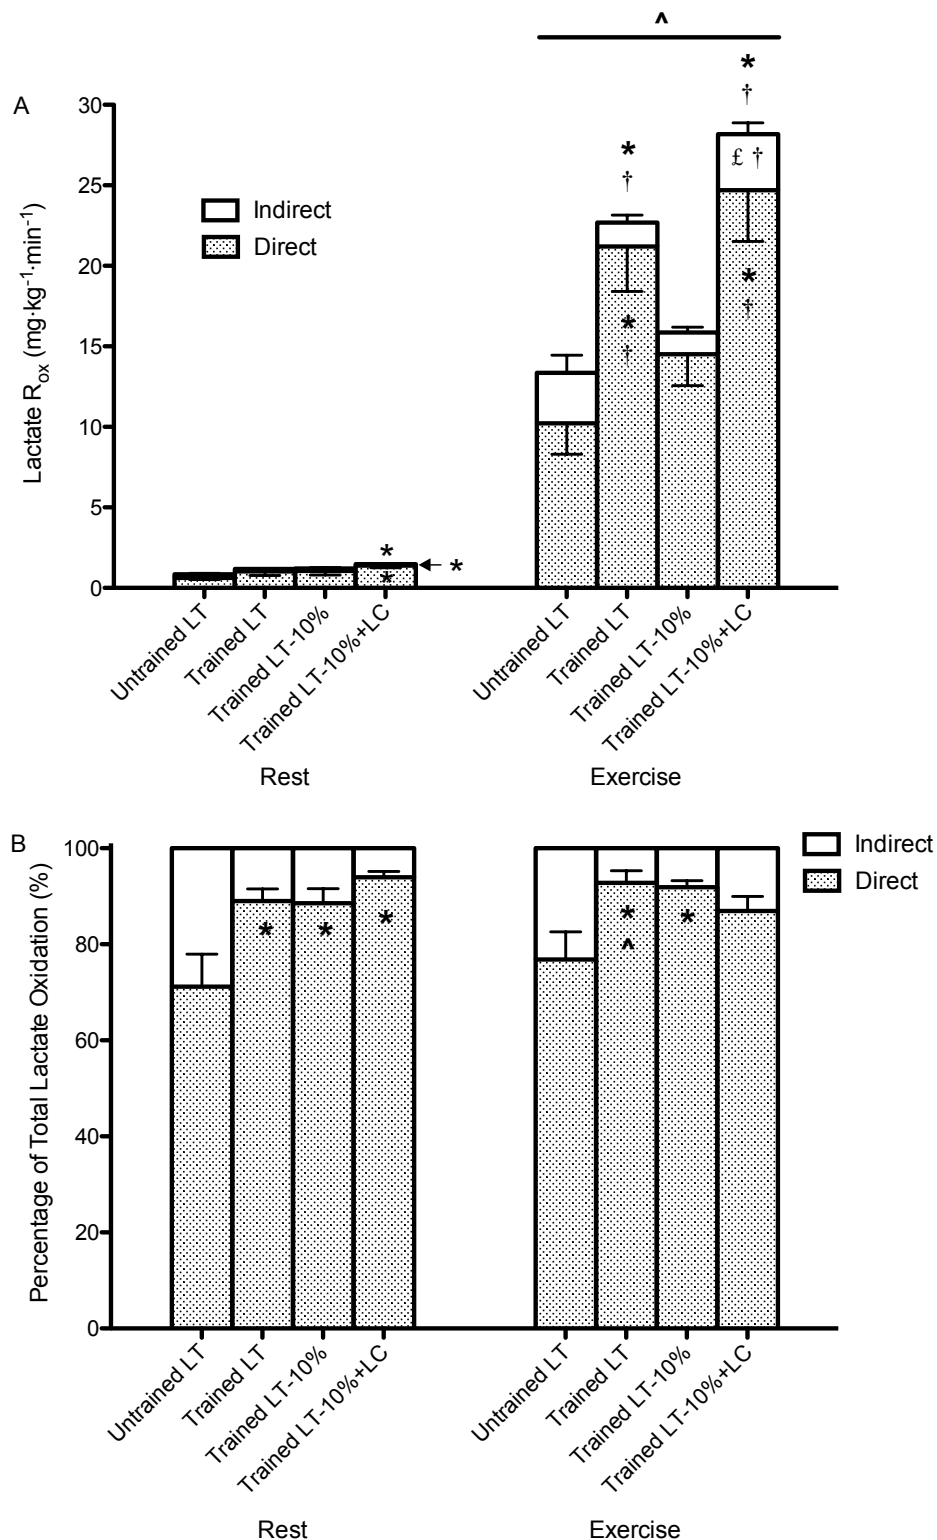 ^
*
†
A
30
*
†
£ †
25
Indirect
Direct
20
*
†
*
†
15
10
5
0
*
*
*
Lactate Rox (mg·kg-1·min-1)
Untrained LT
Trained LT
Trained LT-10%
Trained LT-10%+LC
Untrained LT
Trained LT
Trained LT-10%
Trained LT-10%+LC
Rest
Exercise
B
100
80
60
40
20
0
Percentage of Total Lactate Oxidation (%)
Indirect
Direct
*
*
*
*
^
*
Untrained LT
Trained LT
Trained LT-10%
Trained LT-10%+LC
Untrained LT
Trained LT
Trained LT-10%
Trained LT-10%+LC
Rest
Exercise